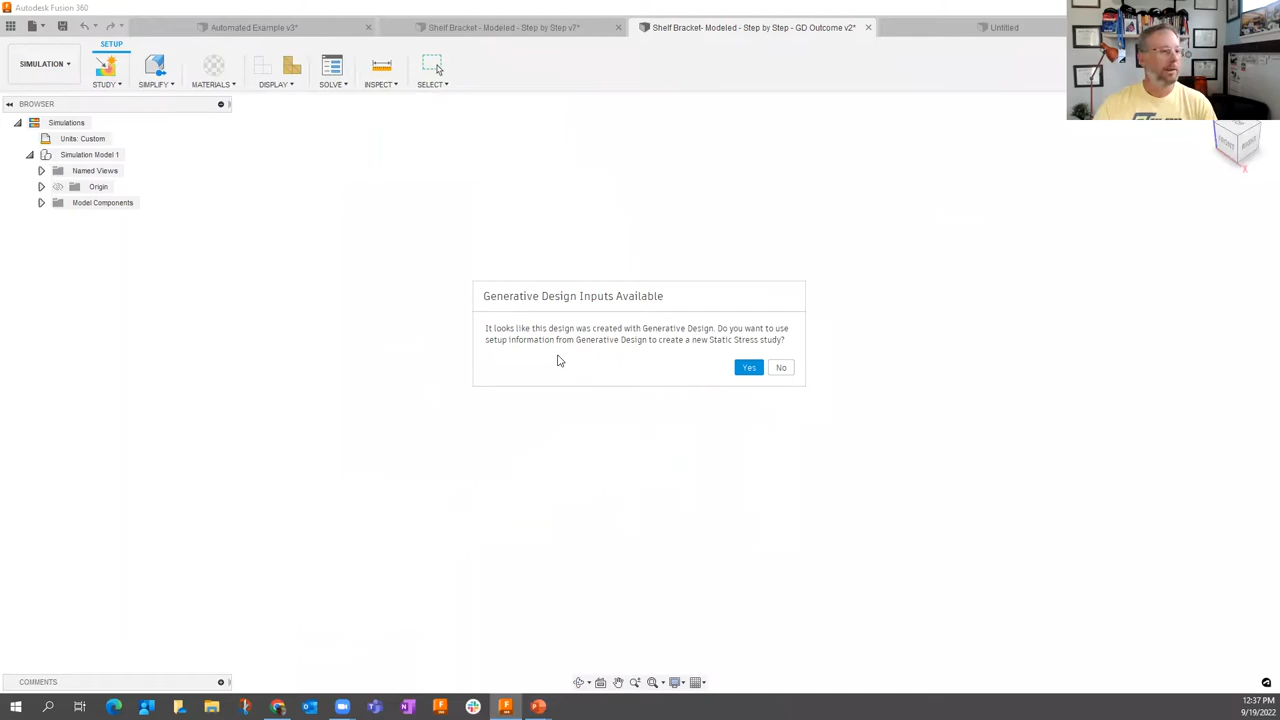 Autodesk Fusion 360
Automated Example v3*
Shelf Bracket - Modeled - Step by Step v7*
Shelf Bracket- Modeled - Step by Step - GD Outcome v2*
Untitled
SETUP
SIMULATION
STUDY
SIMPLIFY
MATERIALS
DISPLAY
SOLVE
INSPECT
SELECT
BROWSER
Simulations
Units: Custom
Simulation Model 1
Named Views
Origin
Model Components
FRONT
RIGHT
X
Generative Design Inputs Available
It looks like this design was created with Generative Design. Do you want to use
setup information from Generative Design to create a new Static Stress study?
Yes
No
COMMENTS
12:37 PM
9/19/2022